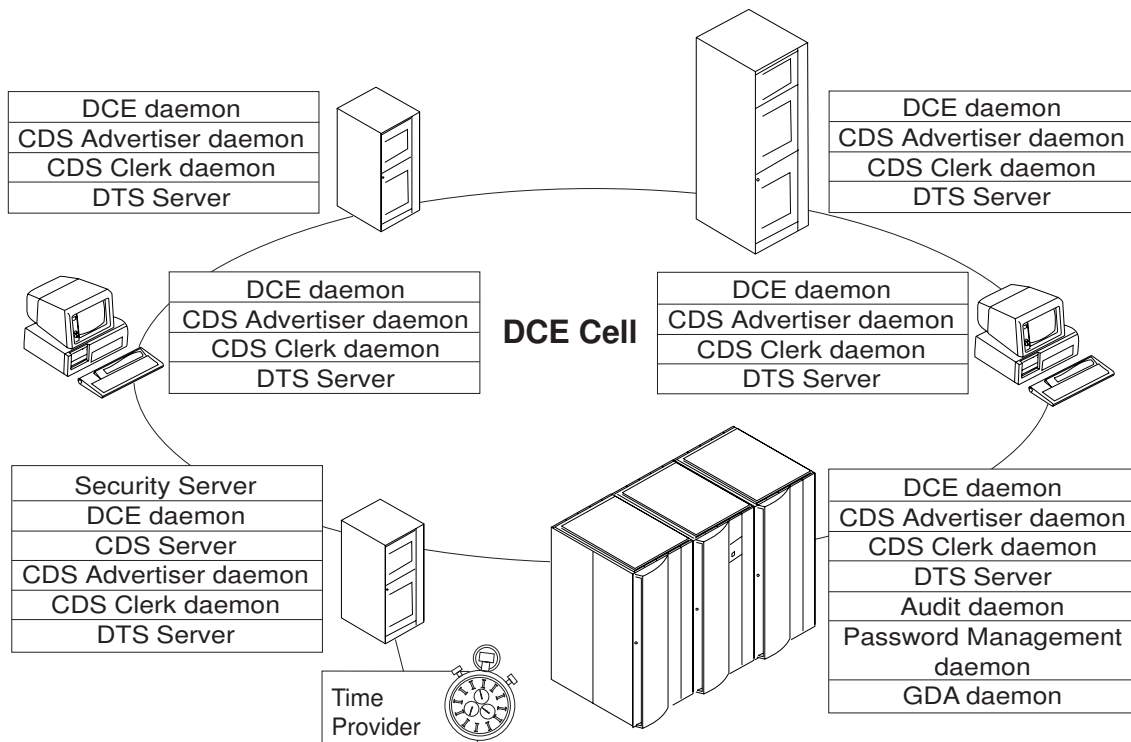 DCE daemon
CDS Advertiser daemon
CDS Clerk daemon
DTS Server
DCE daemon
CDS Advertiser daemon
CDS Clerk daemon
DTS Server
DCE daemon
CDS Advertiser daemon
CDS Clerk daemon
DTS Server
DCE Cell
DCE daemon
CDS Advertiser daemon
CDS Clerk daemon
DTS Server
Security Server
DCE daemon
CDS Server
CDS Advertiser daemon
CDS Clerk daemon
DTS Server
Time
Provider
DCE daemon
CDS Advertiser daemon
CDS Clerk daemon
DTS Server
Audit daemon
Password Management
daemon
GDA daemon